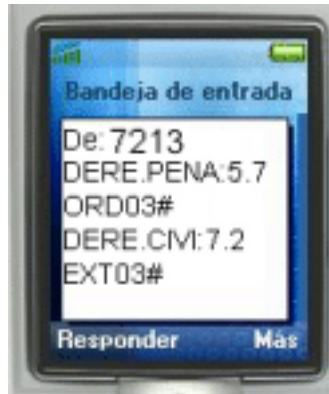 Bandeja de entrada
De: 7213
DERE.PENA:5.7
ORD03#
DERE.CIVI:7.2
EXT03#
Responder Más